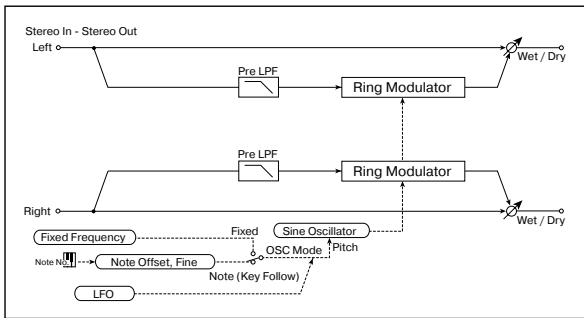 Stereo In - Stereo Out
Left
Wet / Dry
Pre LPF
Ring Modulator
Pre LPF
Ring Modulator
Right
Wet / Dry
Fixed Frequency
Fixed
Sine Oscillator
OSC Mode
Pitch
Note No.
Note Offset, Fine
Note (Key Follow)
LFO